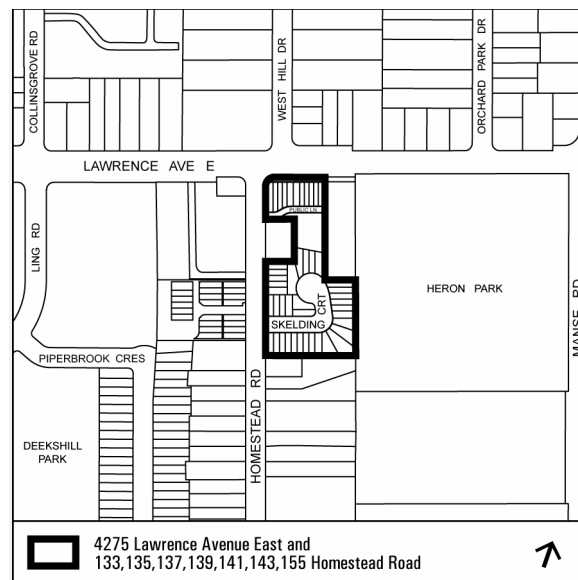 COLLINSGROVE RD
WEST HILL DR
ORCHARD PARK DR
LAWRENCE AVE E
PUBLIC LN
LING RD
HERON PARK
MANSE RD
SKELDING CRT
PIPERBROOK CRES
HOMESTEAD RD
DEEKSHILL
PARK
4275 Lawrence Avenue East and
133,135,137,139,141,143,155 Homestead Road